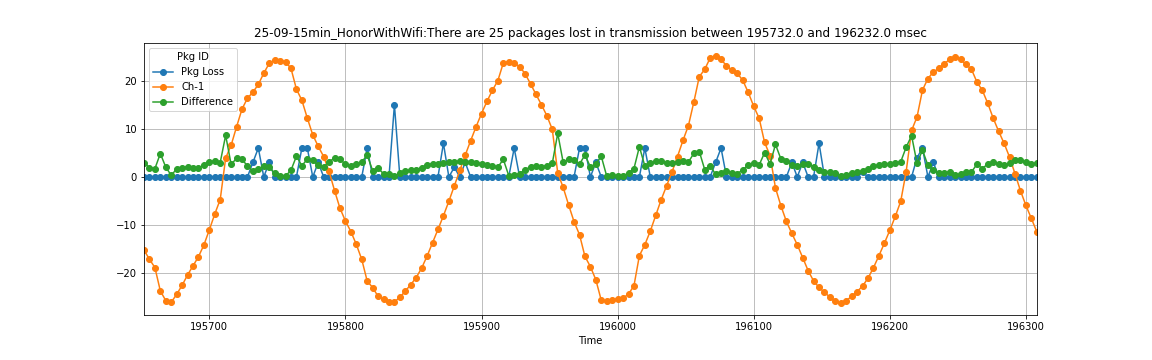 25-09-15min_HonorWithWifi:There are 25 packages lost in transmission between 195732.0 and 196232.0 msec
Pkg ID
Pkg Loss
Ch-1
Difference
20
10
0
−10
−20
195700 195800 195900 196000 196100 196200 196300
Time